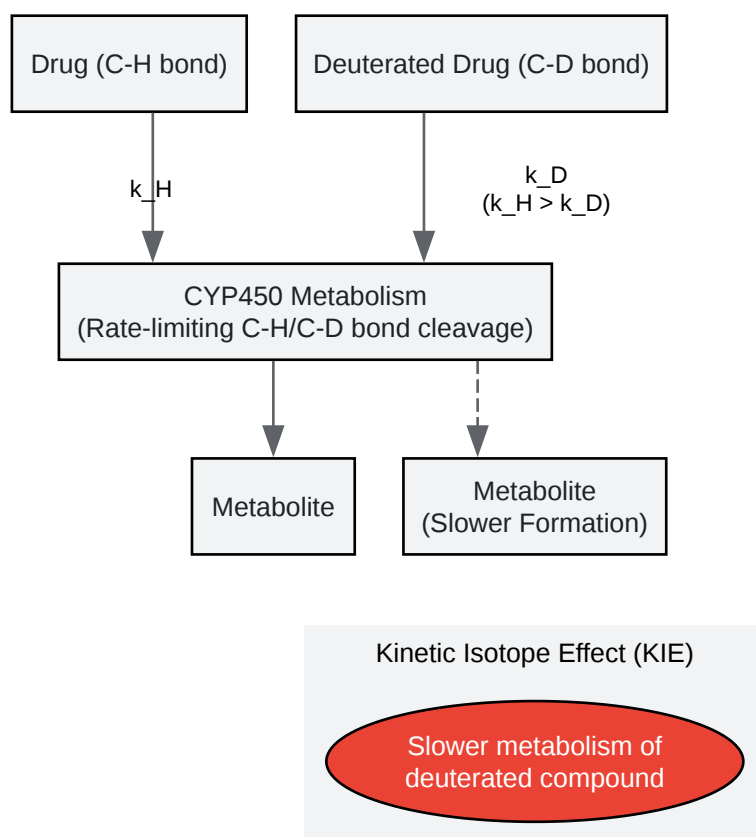 Drug (C-H bond)
Deuterated Drug (C-D bond)
k_H
k_D
(k_H > k_D)
CYP450 Metabolism
(Rate-limiting C-H/C-D bond cleavage)
Metabolite
Metabolite
(Slower Formation)
Kinetic Isotope Effect (KIE)
Slower metabolism of
deuterated compound